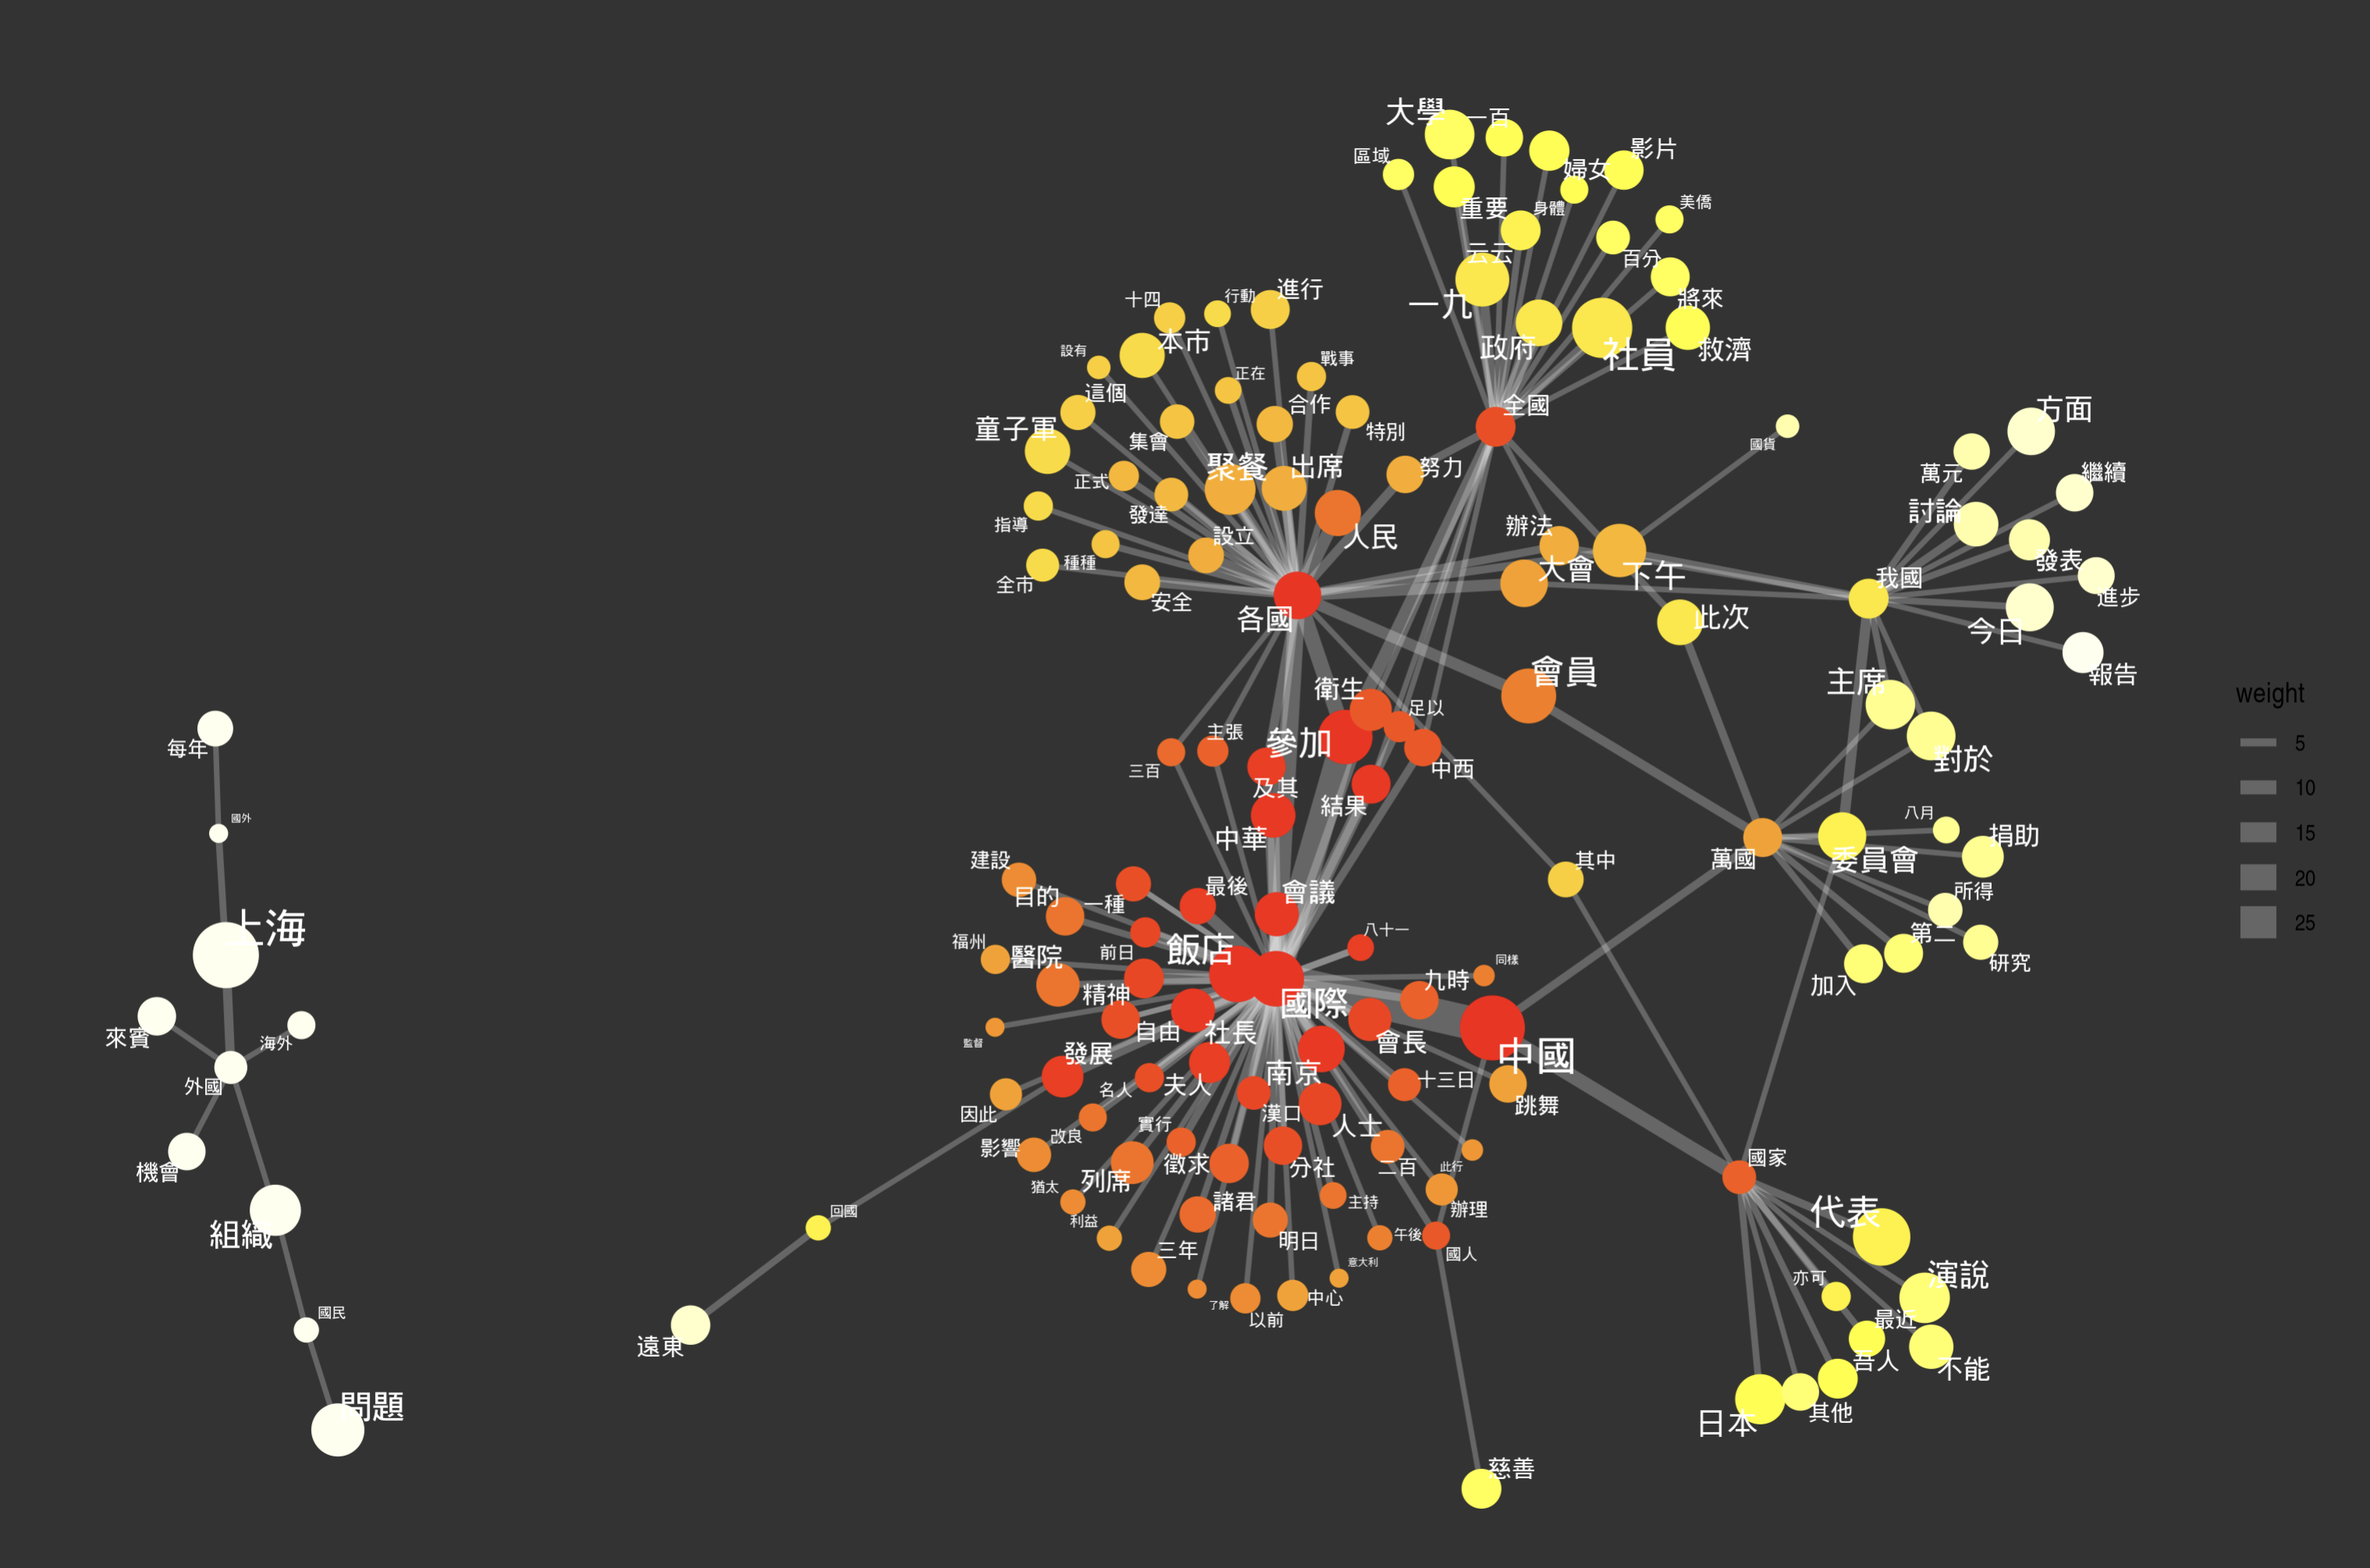 大學
一百
區域
婦女
影片
重要
身體
美僑
云云
百分
一九
將來
政府
社員
救濟
十四
行動
進行
設有
本市
正在
戰事
這個
合作
童子軍
集會
特別
全國
方面
國貨
正式
聚餐
出席
努力
萬元
繼續
指導
發達
討論
設立
人民
辦法
發表
全市
種種
大會
下午
我國
進步
安全
各國
此次
今日
報告
會員
主席
weight
衛生
足以
5
每年
三百
主張
參加
中西
對於
10
國外
及其
結果
八月
15
中華
萬國
捐助
建設
其中
委員會
20
目的
一種
最後
會議
所得
25
上海
福州
醫院
前日
飯店
八十一
第二
來賓
海外
精神
國際
九時
同樣
加入
研究
監督
自由
社長
會長
中國
外國
發展
南京
因此
名人
夫人
十三日
跳舞
機會
影響
改良
實行
漢口
人士
組織
猶太
列席
徵求
分社
二百
此行
國家
回國
利益
諸君
主持
辦理
代表
國民
三年
明日
午後
國人
遠東
了解
意大利
亦可
演說
以前
中心
最近
問題
吾人
不能
日本
其他
慈善